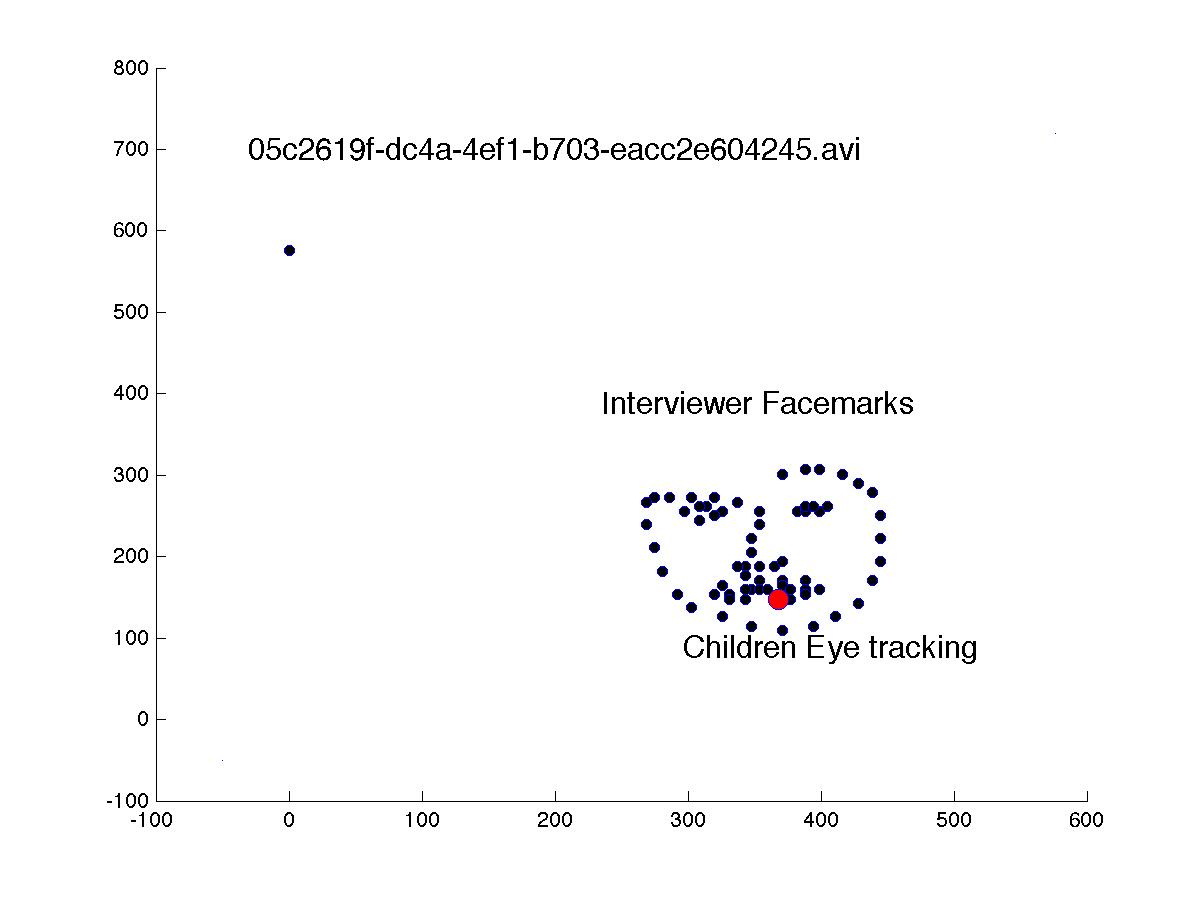 800
700
05c2619f-dc4a-4ef1-b703-eacc2e604245.avi
600
500
400
Interviewer Facemarks
300
200
100
Children Eye tracking
0
-100
-100 0 100 200 300 400 500 600